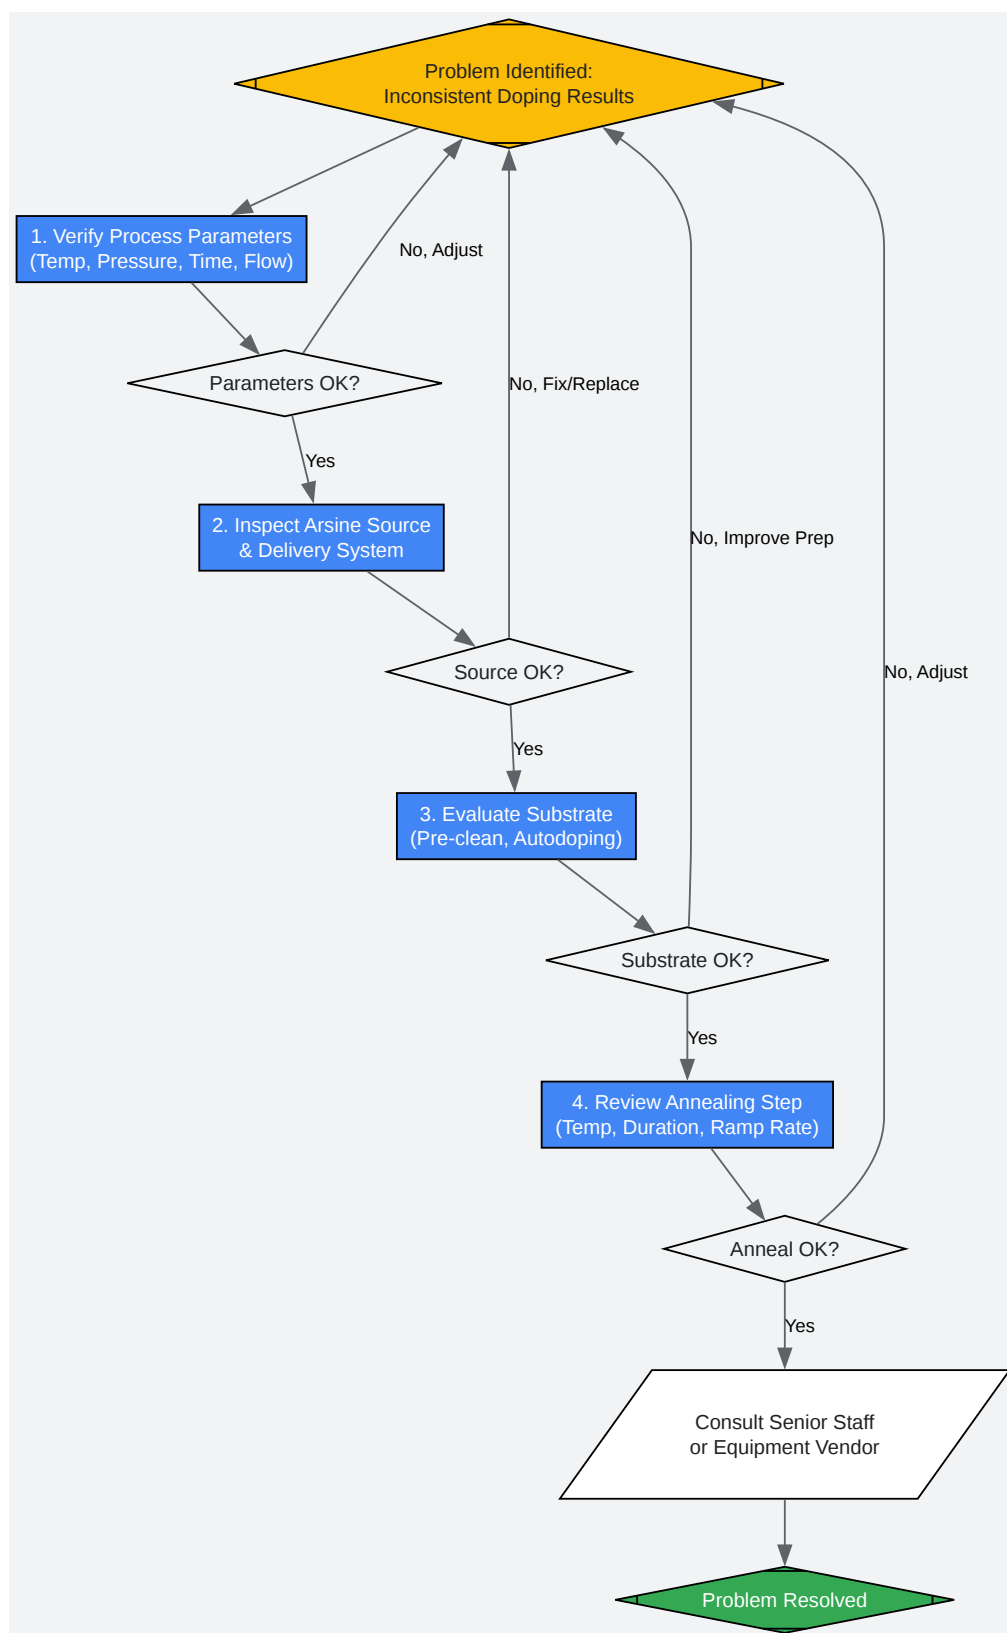 Problem Identified:
Inconsistent Doping Results
1. Verify Process Parameters
(Temp, Pressure, Time, Flow)
No, Adjust
Parameters OK?
No, Fix/Replace
Yes
2. Inspect Arsine Source
& Delivery System
No, Improve Prep
Source OK?
No, Adjust
Yes
3. Evaluate Substrate
(Pre-clean, Autodoping)
Substrate OK?
Yes
4. Review Annealing Step
(Temp, Duration, Ramp Rate)
Anneal OK?
Yes
Consult Senior Staff
or Equipment Vendor
Problem Resolved